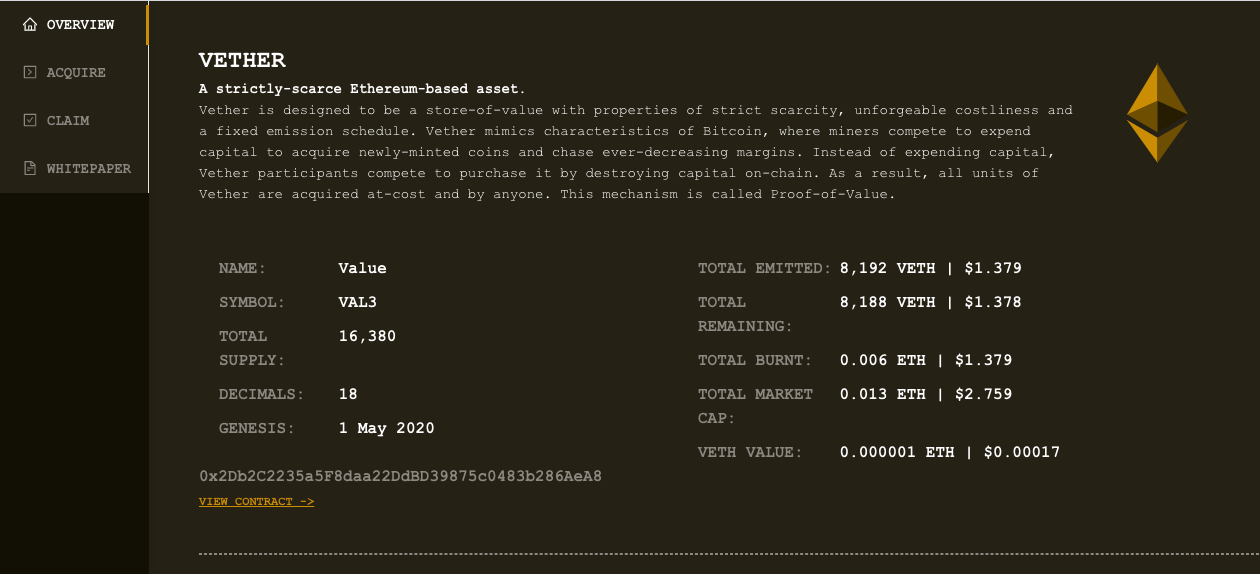 OVERVIEW
ACQUIRE
CLAIM
WHITEPAPER
VETHER
A strictly-scarce Ethereum-based asset.
Vether is designed to be a store-of-value with properties of strict scarcity, unforgeable costliness and
a fixed emission schedule. Vether mimics characteristics of Bitcoin, where miners compete to expend
capital to acquire newly-minted coins and chase ever-decreasing margins. Instead of expending capital,
Vether participants compete to purchase it by destroying capital on-chain. As a result, all units of
Vether are acquired at-cost and by anyone. This mechanism is called Proof-of-Value.
NAME: Value
SYMBOL: VAL3
TOTAL 16,380
SUPPLY:
DECIMALS: 18
GENESIS: 1 May 2020
TOTAL EMITTED: 8,192 VETH | $1.379
TOTAL 8,188 VETH | $1.378
REMAINING:
TOTAL BURNT: 0.006 ETH | $1.379
TOTAL MARKET 0.013 ETH | $2.759
CAP:
VETH VALUE: 0.000001 ETH | $0.00017
0x2Db2C2235a5F8daa22DdBD39875c0483b286AeA8
VIEW CONTRACT ->